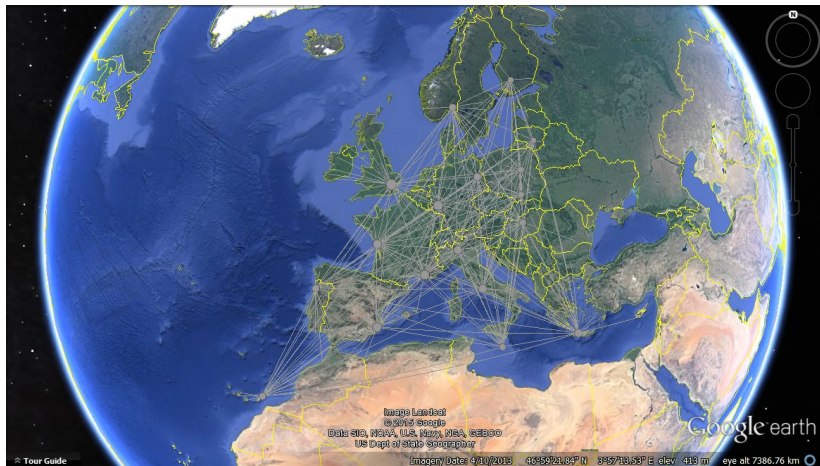 N
Image Landsat
© 2015 Google
Data SIO, NOAA, U.S. Navy, NGA, GEBCO
US Dept of State Geographer
Google earth
Tour Guide
Imagery Date: 4/10/2013 46°59'21.84" N 3°57'13.53" E elev 413 m eye alt 7386.76 km